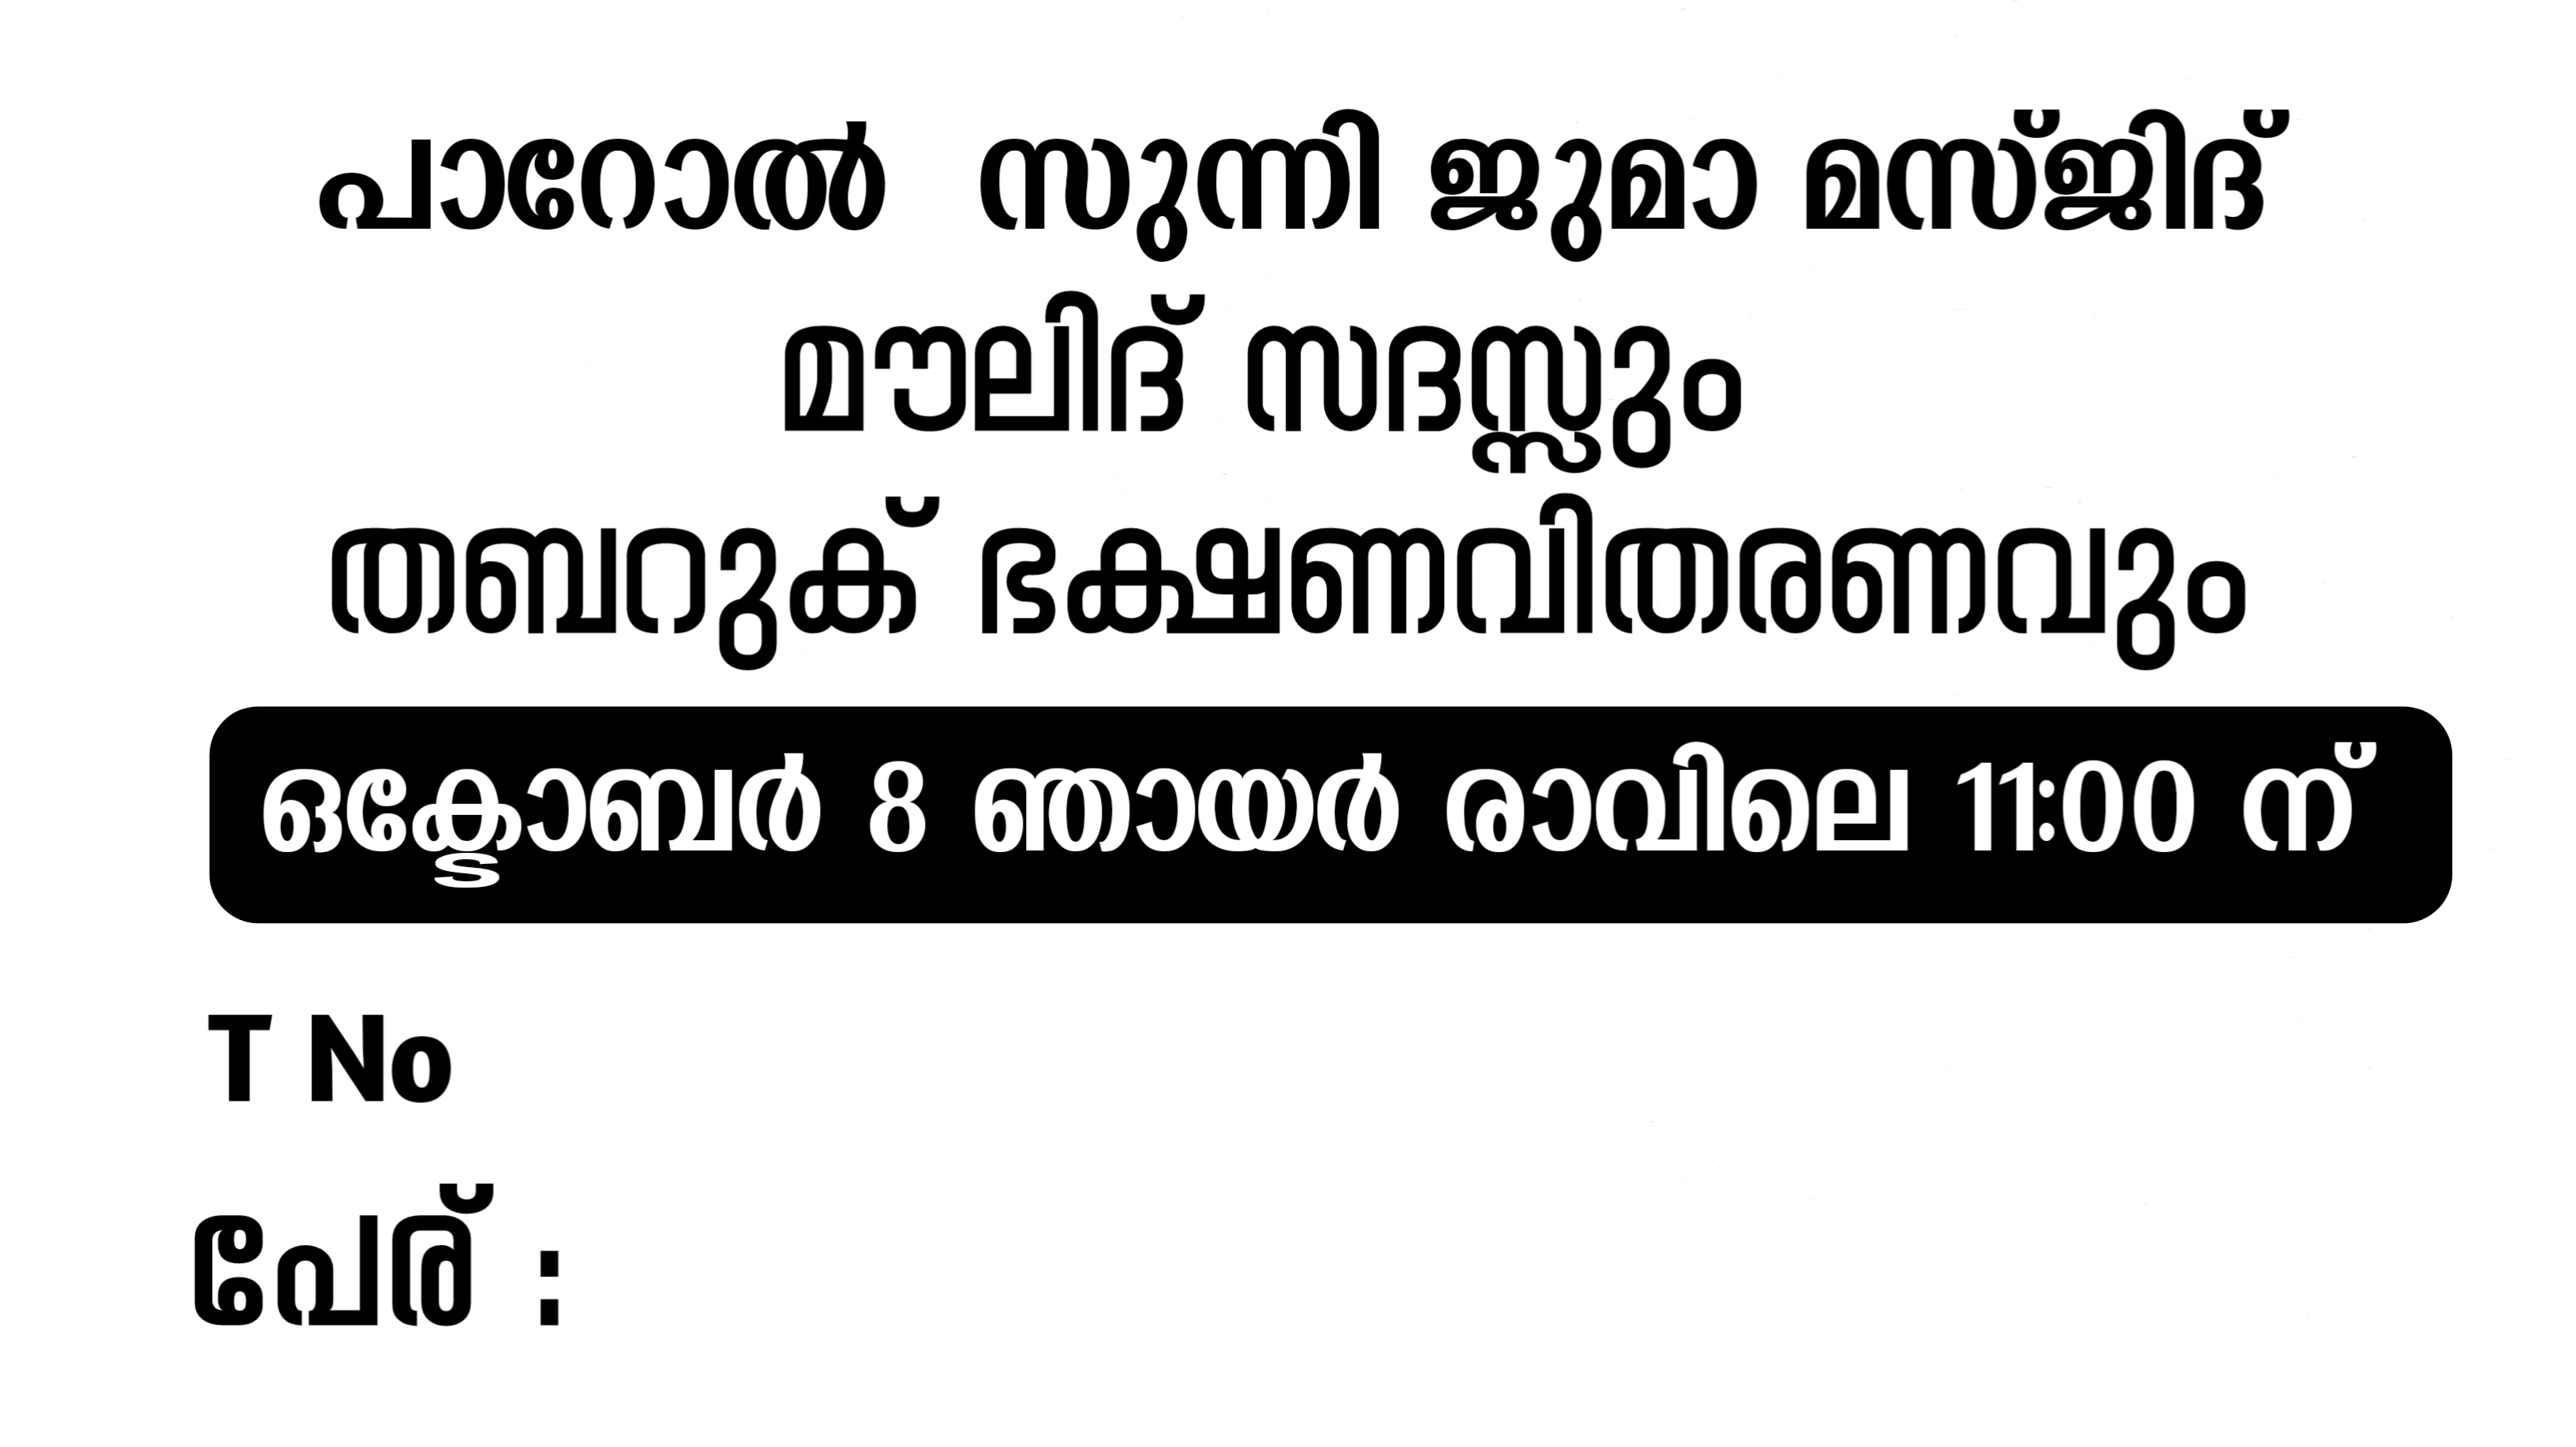 പാറോൽ സുന്നി ജുമാ മസ്ജിദ്
മൗലിദ് സദസ്സും
തബറുക് ഭക്ഷണവിതരണവും
ഒക്ടോബർ 8 ഞായർ രാവിലെ 11:00 ന്
T No
പേര് :